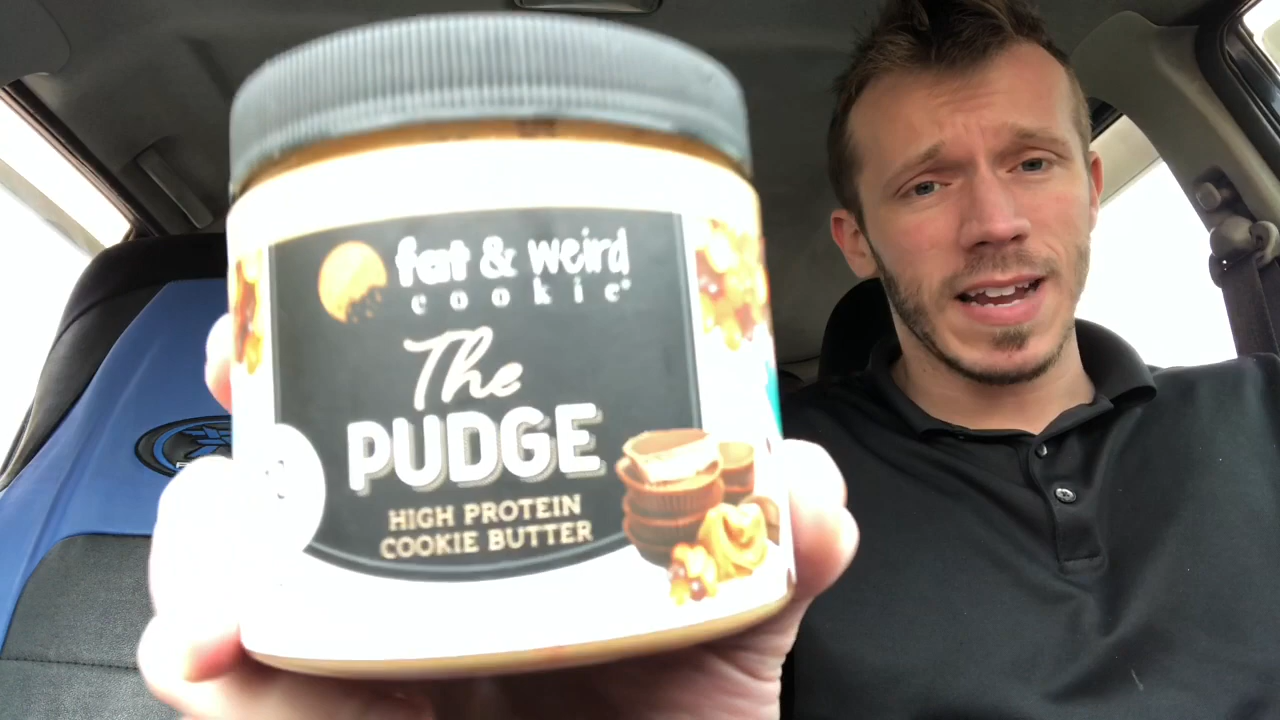 fat & weird
cookie®
The
PUDGE
HIGH PROTEIN
COOKIE BUTTER